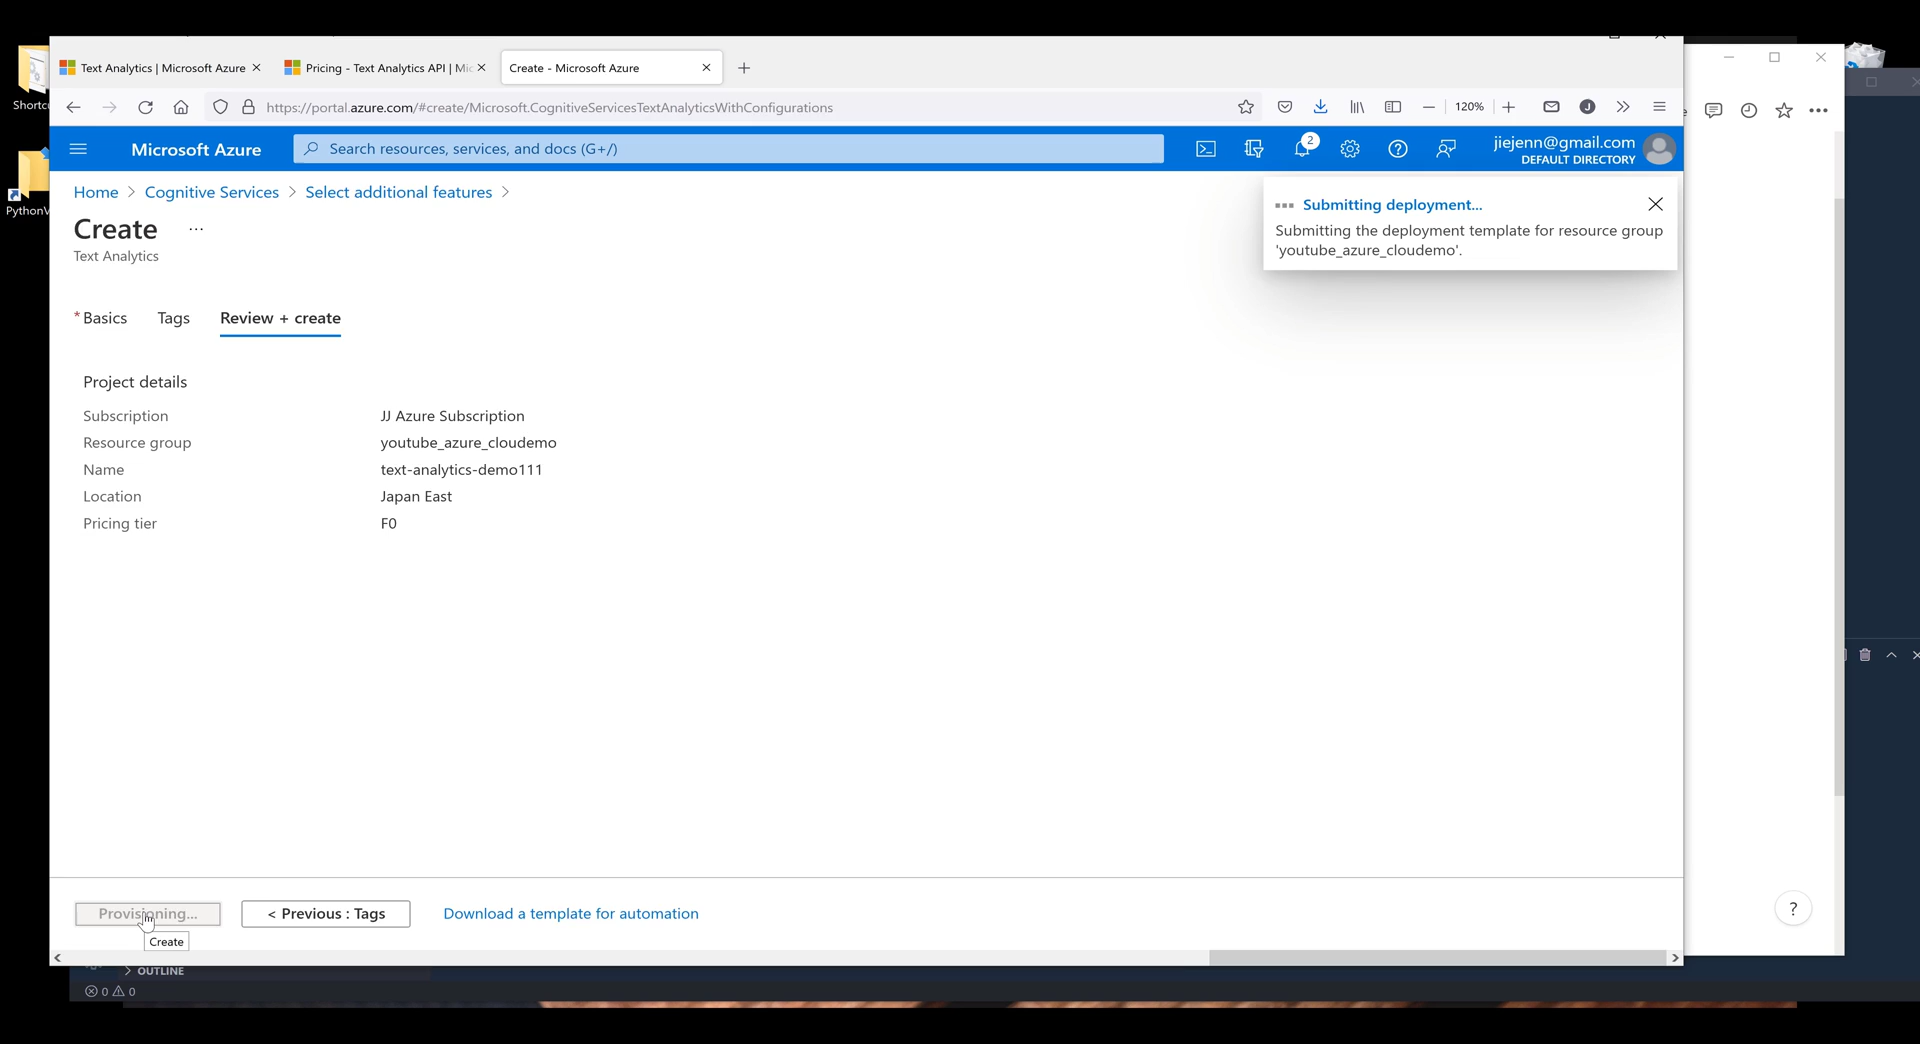 Text Analytics | Microsoft Azure
Pricing - Text Analytics API | Mic
Create - Microsoft Azure
https://portal.azure.com/#create/Microsoft.CognitiveServicesTextAnalyticsWithConfigurations
120%
J
Microsoft Azure
Search resources, services, and docs (G+/)
2
jiejenn@gmail.com
DEFAULT DIRECTORY
Home > Cognitive Services > Select additional features >
Create ...
Text Analytics
Submitting deployment...
Submitting the deployment template for resource group
'youtube_azure_cloudemo'.
* Basics
Tags
Review + create
Project details
Subscription JJ Azure Subscription
Resource group youtube_azure_cloudemo
Name text-analytics-demo111
Location Japan East
Pricing tier F0
Provisioning...
< Previous : Tags
Download a template for automation
Create
OUTLINE
0 0
Shortcu
PythonV
?